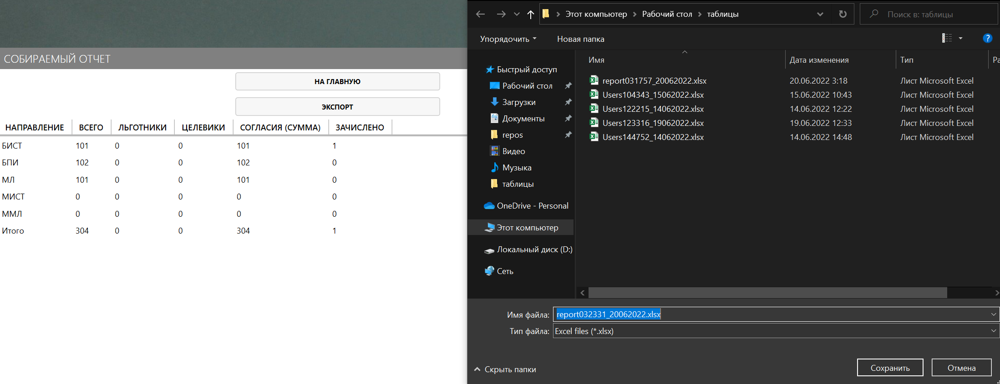 СОБИРАЕМЫЙ ОТЧЕТ
НА ГЛАВНУЮ
ЭКСПОРТ
НАПРАВЛЕНИЕ ВСЕГО ЛЬГОТНИКИ ЦЕЛЕВИКИ СОГЛАСИЯ (СУММА) ЗАЧИСЛЕНО
БИСТ 101 0 0 101 1
БПИ 102 0 0 102 0
МЛ 101 0 0 101 0
МИСТ 0 0 0 0 0
ММЛ 0 0 0 0 0
Итого 304 0 0 304 1
Этот компьютер Рабочий стол таблицы
Поиск в: таблицы
Упорядочить Новая папка
?
Быстрый доступ
Рабочий стол
Загрузки
Документы
repos
Видео
Музыка
таблицы
OneDrive - Personal
Этот компьютер
Локальный диск (D:)
Сеть
Имя Дата изменения Тип Ра
report031757_20062022.xlsx 20.06.2022 3:18 Лист Microsoft Excel
Users104343_15062022.xlsx 15.06.2022 10:43 Лист Microsoft Excel
Users122215_14062022.xlsx 14.06.2022 12:22 Лист Microsoft Excel
Users123316_19062022.xlsx 19.06.2022 12:33 Лист Microsoft Excel
Users144752_14062022.xlsx 14.06.2022 14:48 Лист Microsoft Excel
Имя файла: report032331_20062022.xlsx
Тип файла: Excel files (*.xlsx)
Скрыть папки
Сохранить Отмена